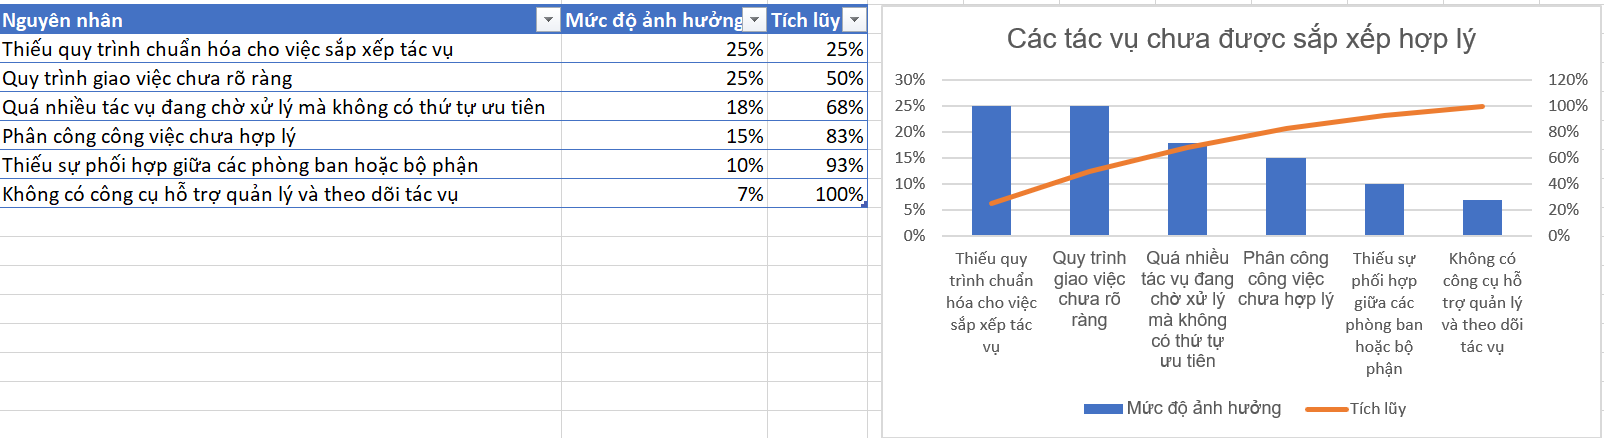 Nguyên nhân Mức độ ảnh hưởng Tích lũy
Thiếu quy trình chuẩn hóa cho việc sắp xếp tác vụ 25% 25%
Quy trình giao việc chưa rõ ràng 25% 50%
Quá nhiều tác vụ đang chờ xử lý mà không có thứ tự ưu tiên 18% 68%
Phân công công việc chưa hợp lý 15% 83%
Thiếu sự phối hợp giữa các phòng ban hoặc bộ phận 10% 93%
Không có công cụ hỗ trợ quản lý và theo dõi tác vụ 7% 100%
Các tác vụ chưa được sắp xếp hợp lý
30%
25%
20%
15%
10%
5%
0%
120%
100%
80%
60%
40%
20%
0%
Thiếu quy
trình chuẩn
hóa cho việc
sắp xếp tác
vụ
Quy trình
giao việc
chưa rõ
ràng
Quá nhiều
tác vụ đang
chờ xử lý
mà không
có thứ tự
ưu tiên
Phân công
công việc
chưa hợp lý
Thiếu sự
phối hợp
giữa các
phòng ban
hoặc bộ
phận
Không có
công cụ hỗ
trợ quản lý
và theo dõi
tác vụ
Mức độ ảnh hưởng
Tích lũy